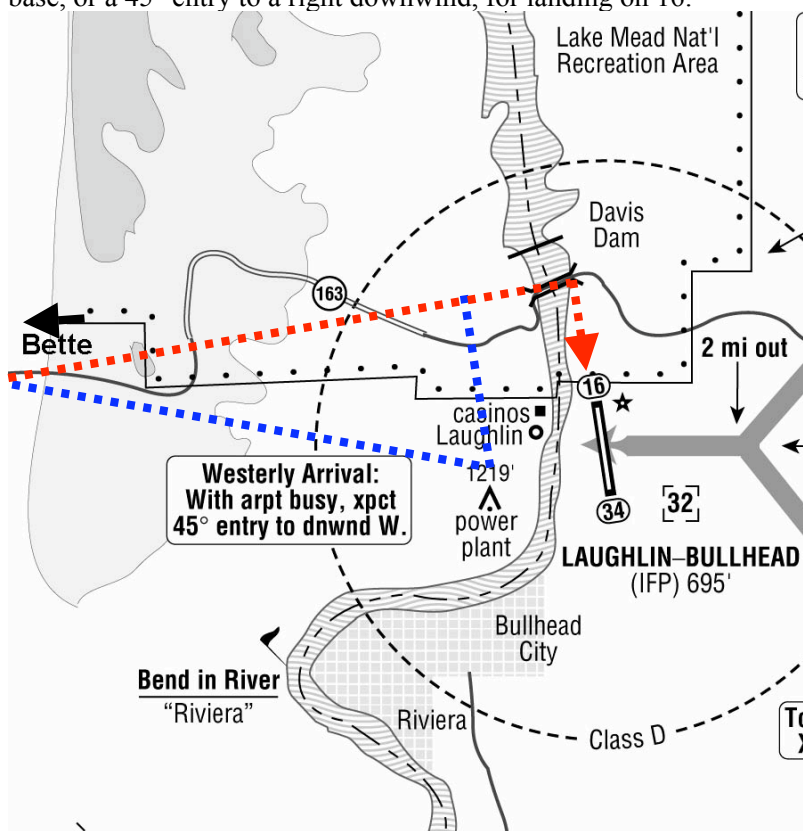 base, or a 45° entry to a right downwind, for landing on 16.
Lake Mead Nat'l
Recreation Area
Davis
Dam
163
Bette
2 mi out
16
casinos
Laughlin
1219'
Westerly Arrival:
With arpt busy, xpct
45° entry to dnwnd W.
power
plant
34
32
LAUGHLIN–BULLHEAD
(IFP) 695'
Bullhead
City
Bend in River
"Riviera"
Riviera
Class D